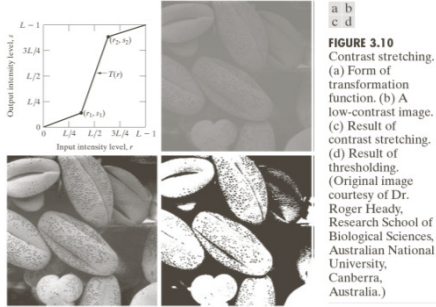 L − 1
3L/4
L/2
L/4
0
Output intensity level, s
(r₂, s₂)
T(r)
(r₁, s₁)
0 L/4 L/2 3L/4 L − 1
Input intensity level, r
a b
c d
FIGURE 3.10
Contrast stretching.
(a) Form of
transformation
function. (b) A
low-contrast image.
(c) Result of
contrast stretching.
(d) Result of
thresholding.
(Original image
courtesy of Dr.
Roger Heady,
Research School of
Biological Sciences,
Australian National
University,
Canberra,
Australia.)